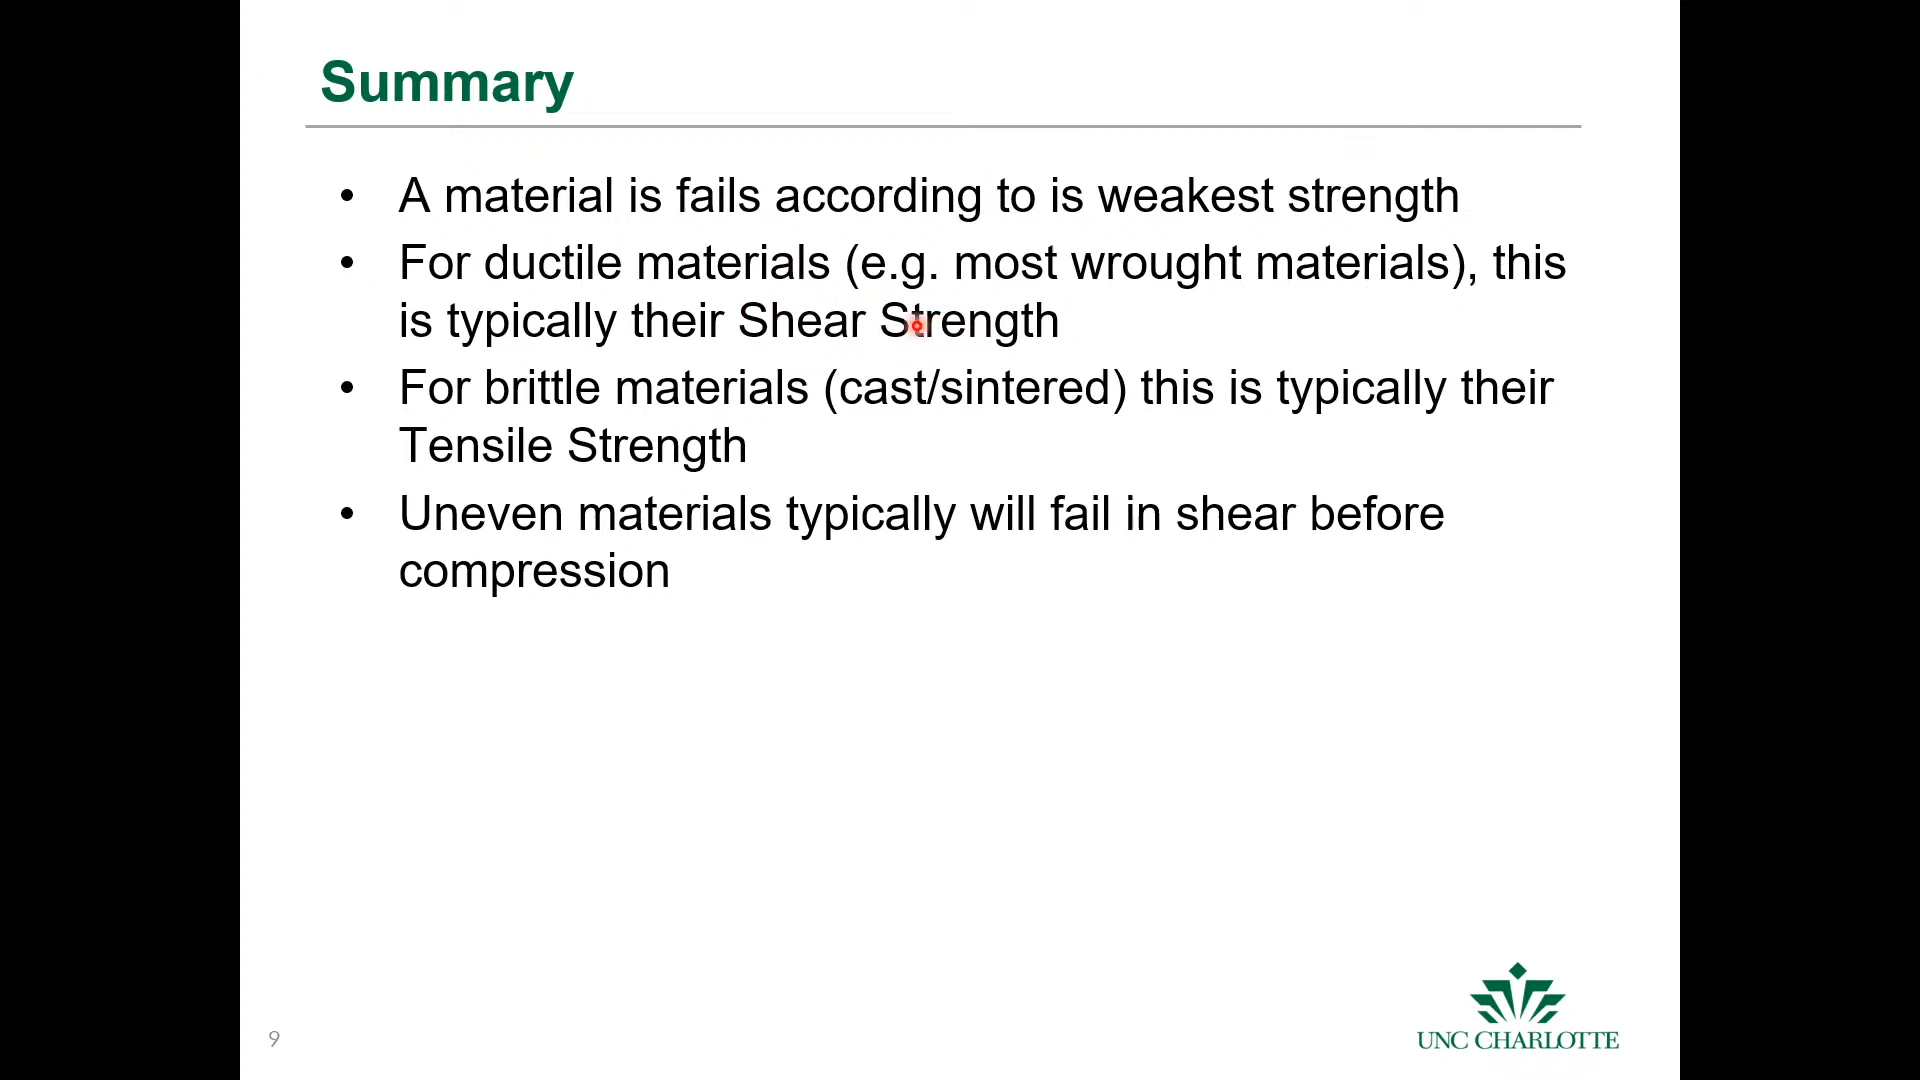 Summary
• A material is fails according to is weakest strength
• For ductile materials (e.g. most wrought materials), this
is typically their Shear Strength
• For brittle materials (cast/sintered) this is typically their
Tensile Strength
• Uneven materials typically will fail in shear before
compression
9
UNC CHARLOTTE